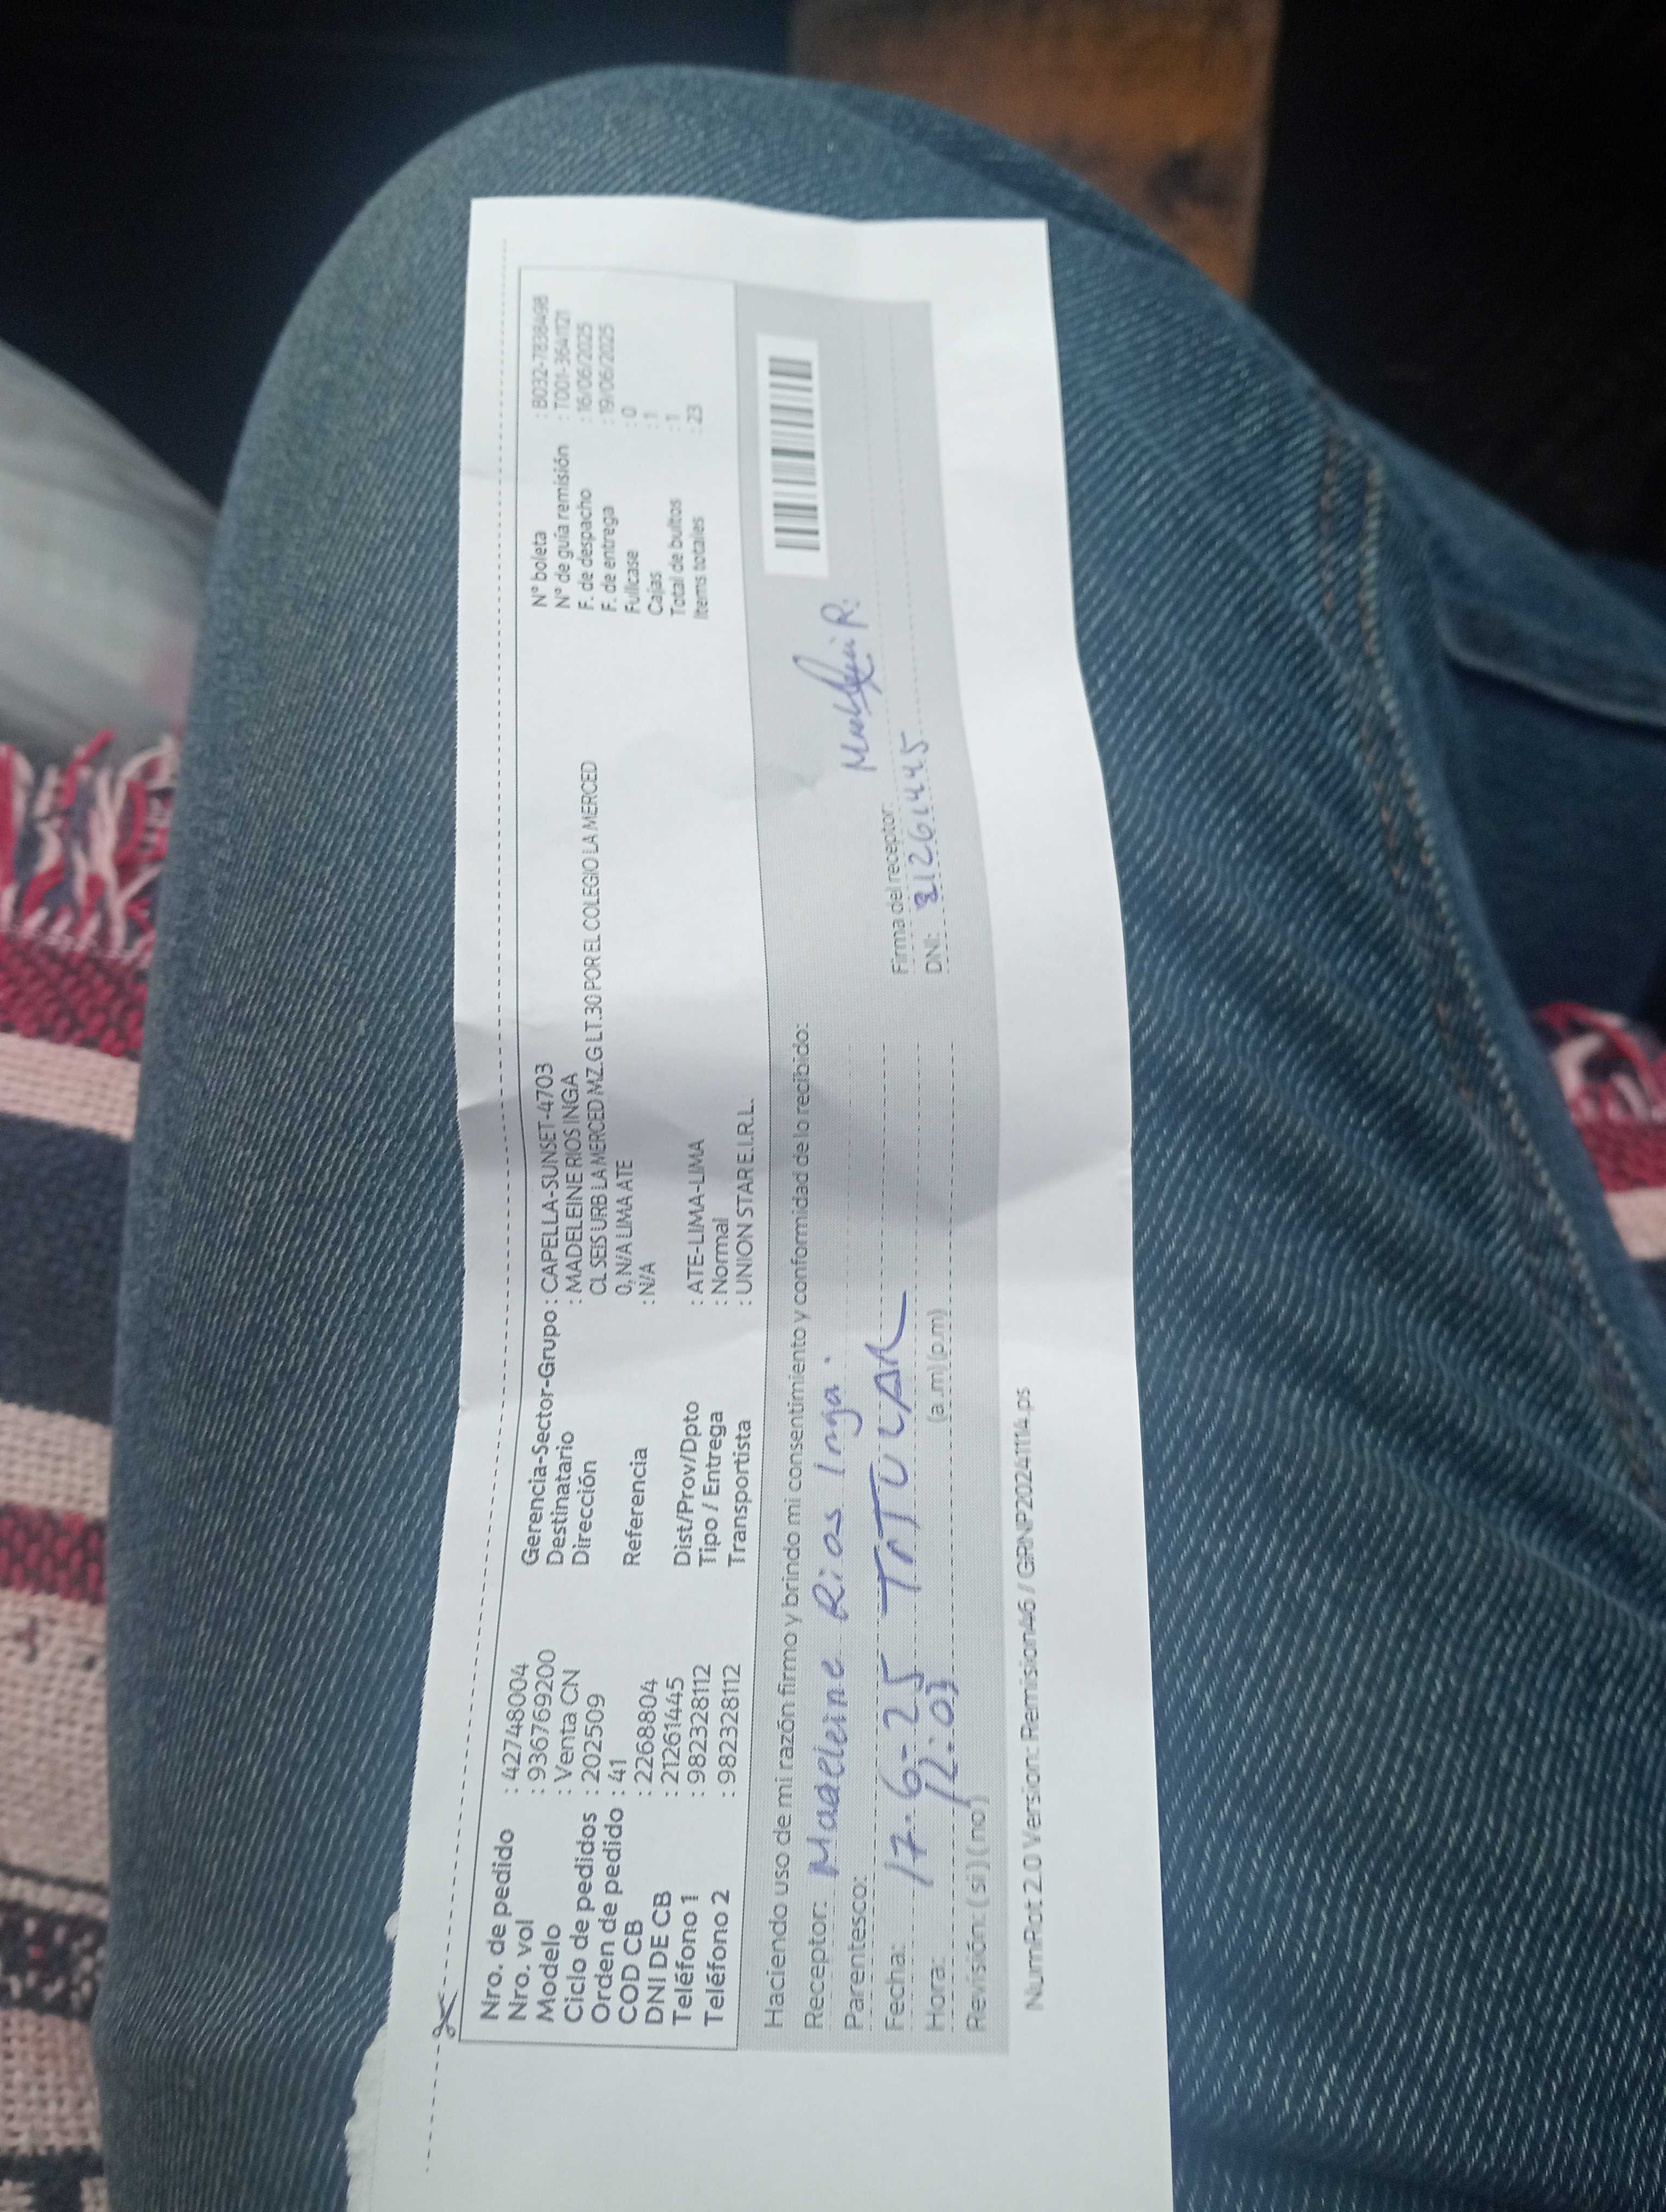 Nro. de pedido : 42748004
Nro. vol : 936769200
Modelo : Venta CN
Ciclo de pedidos : 202509
Orden de pedido : 41
COD CB : 2268804
DNI DE CB : 21261445
Teléfono 1 : 982328112
Teléfono 2 : 982328112
Gerencia-Sector-Grupo : CAPELLA-SUNSET-4703
Destinatario : MADELEINE RIOS INGA
Dirección CL SEIS URB LA MERCED MZ.G LT.30 POR EL COLEGIO LA MERCED
0, N/A LIMA ATE
Referencia : N/A
Dist/Prov/Dpto : ATE-LIMA-LIMA
Tipo / Entrega : Normal
Transportista : UNION STAR E.I.R.L.
N° boleta : B032-7838498
N° de guía remisión : T001-3641121
F. de despacho : 16/06/2025
F. de entrega : 19/06/2025
Fullcase : 0
Cajas : 1
Total de bultos : 1
Items totales : 23
Haciendo uso de mi razón firmo y brindo mi consentimiento y conformidad de lo recibido:
Receptor: Madeleine Rios Inga.
Parentesco: TITULAR
Fecha: 17-6-25
Hora: 12:03 (a.m) (p.m)
Revisión: (si) (no)
Firma del receptor:
DNI: 21261445
NumPlot 2.0 Version: Remision46 / GRNP20241114.ps